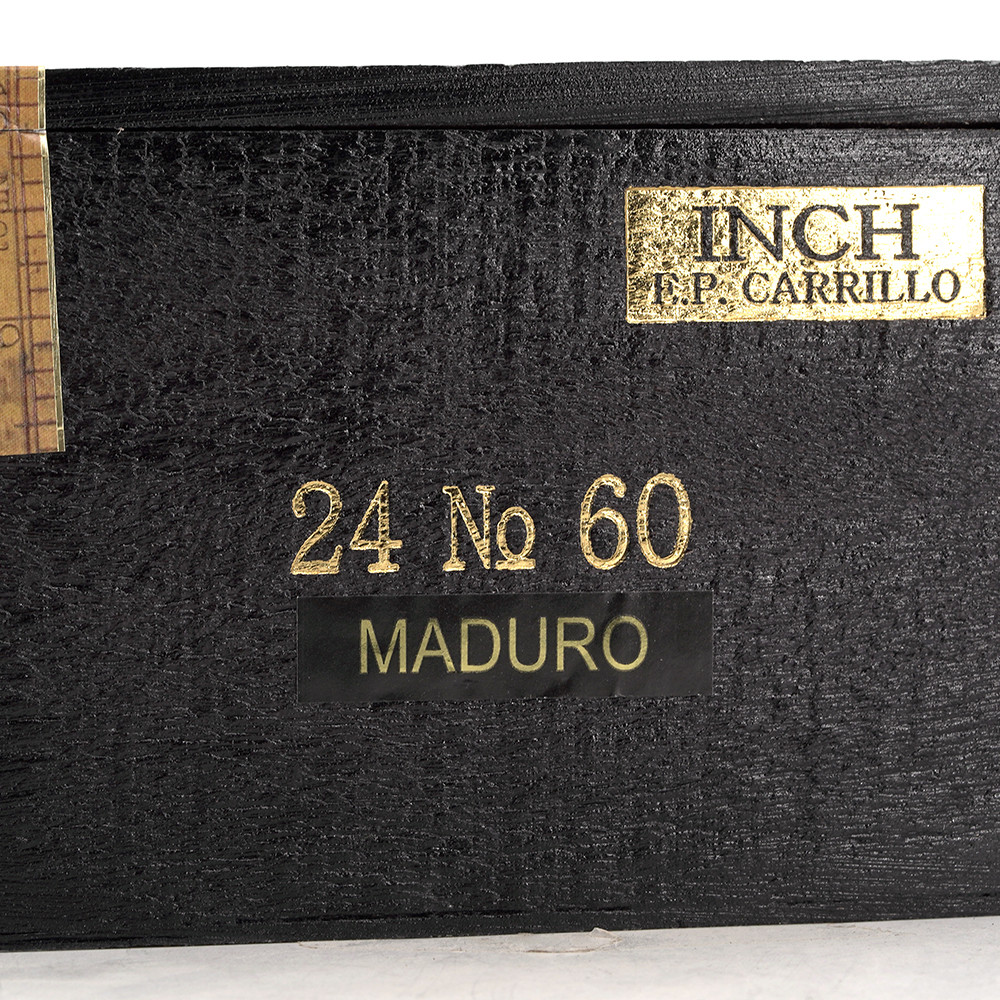 INCH
E.P. CARRILLO
24 No 60
MADURO